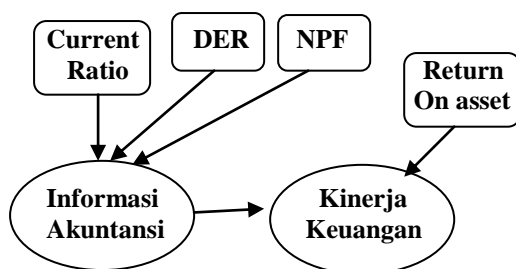 Current
Ratio
DER
NPF
Return
On asset
Informasi
Akuntansi
Kinerja
Keuangan